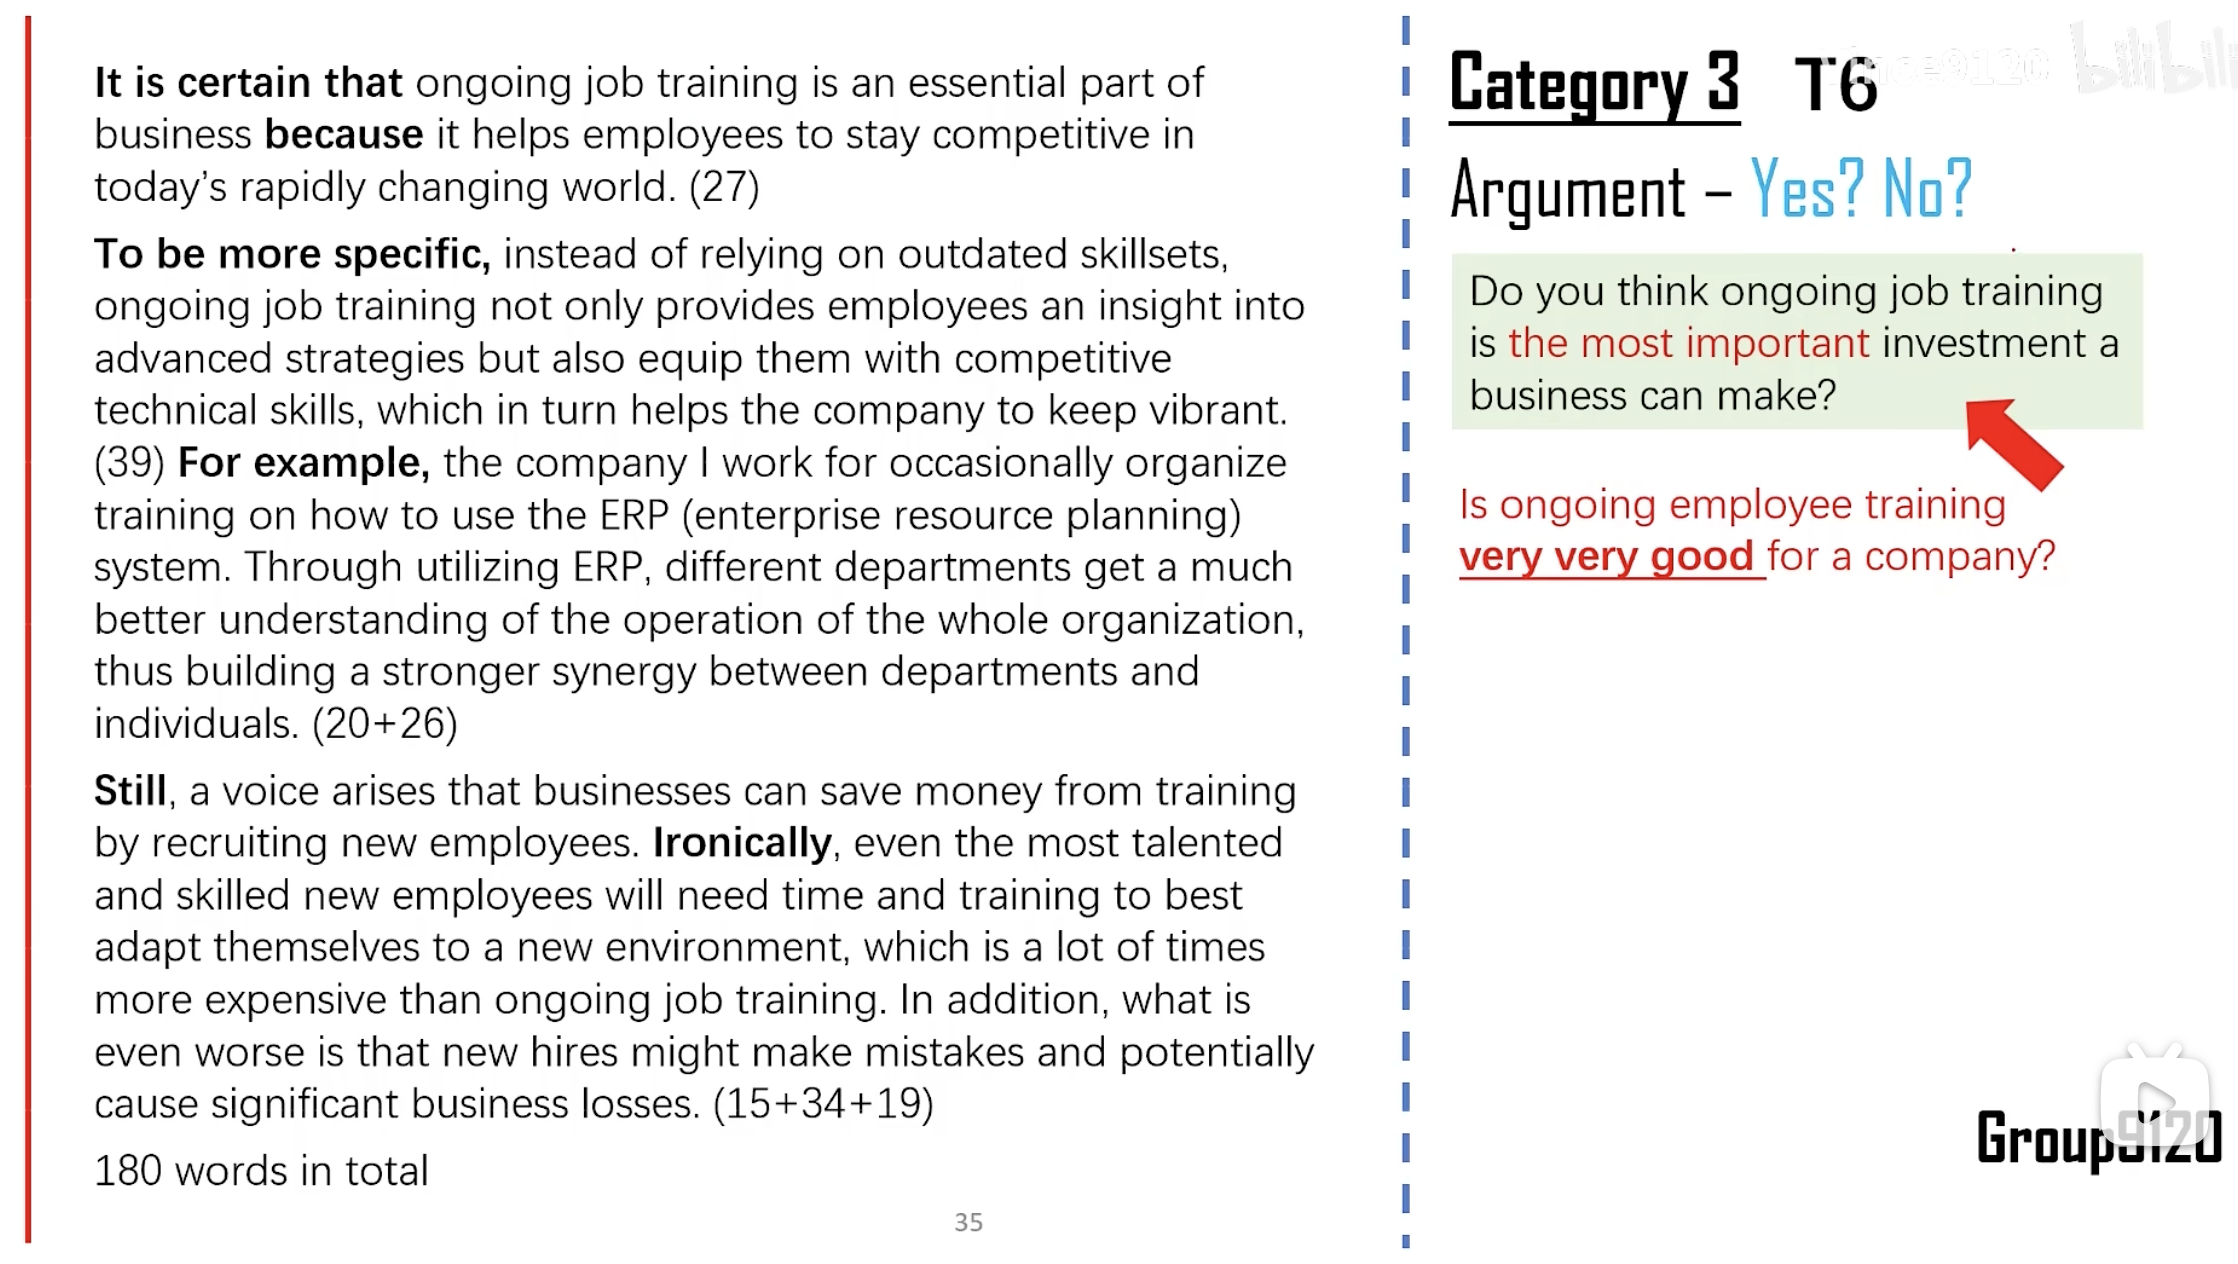 It is certain that ongoing job training is an essential part of
business because it helps employees to stay competitive in
today's rapidly changing world. (27)
To be more specific, instead of relying on outdated skillsets,
ongoing job training not only provides employees an insight into
advanced strategies but also equip them with competitive
technical skills, which in turn helps the company to keep vibrant.
(39) For example, the company I work for occasionally organize
training on how to use the ERP (enterprise resource planning)
system. Through utilizing ERP, different departments get a much
better understanding of the operation of the whole organization,
thus building a stronger synergy between departments and
individuals. (20+26)
Still, a voice arises that businesses can save money from training
by recruiting new employees. Ironically, even the most talented
and skilled new employees will need time and training to best
adapt themselves to a new environment, which is a lot of times
more expensive than ongoing job training. In addition, what is
even worse is that new hires might make mistakes and potentially
cause significant business losses. (15+34+19)
180 words in total
35
Category 3 T6
bilibili
Argument – Yes? No?
Do you think ongoing job training
is the most important investment a
business can make?
Is ongoing employee training
very very good for a company?
Group9120